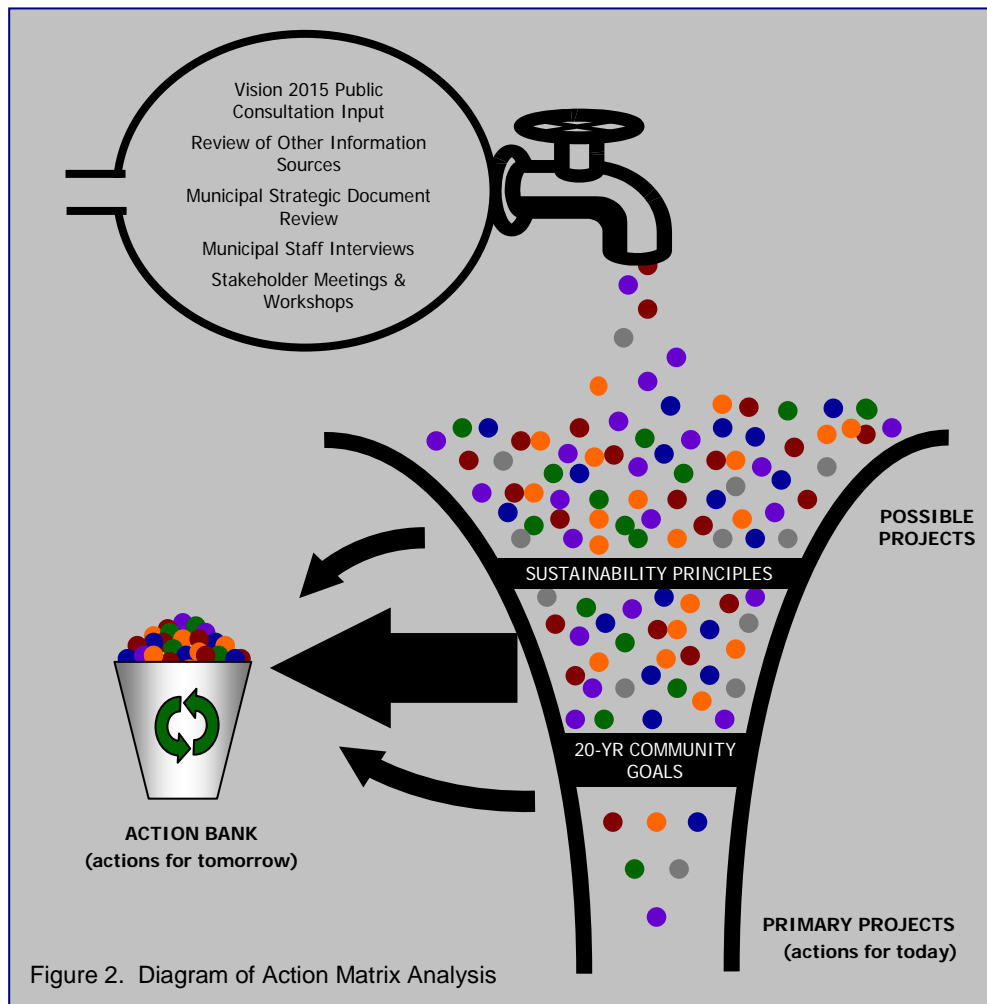 Vision 2015 Public
Consultation Input
Review of Other Information
Sources
Municipal Strategic Document
Review
Municipal Staff Interviews
Stakeholder Meetings &
Workshops
POSSIBLE
PROJECTS
SUSTAINABILITY PRINCIPLES
20-YR COMMUNITY
GOALS
ACTION BANK
(actions for tomorrow)
PRIMARY PROJECTS
(actions for today)
Figure 2.  Diagram of Action Matrix Analysis